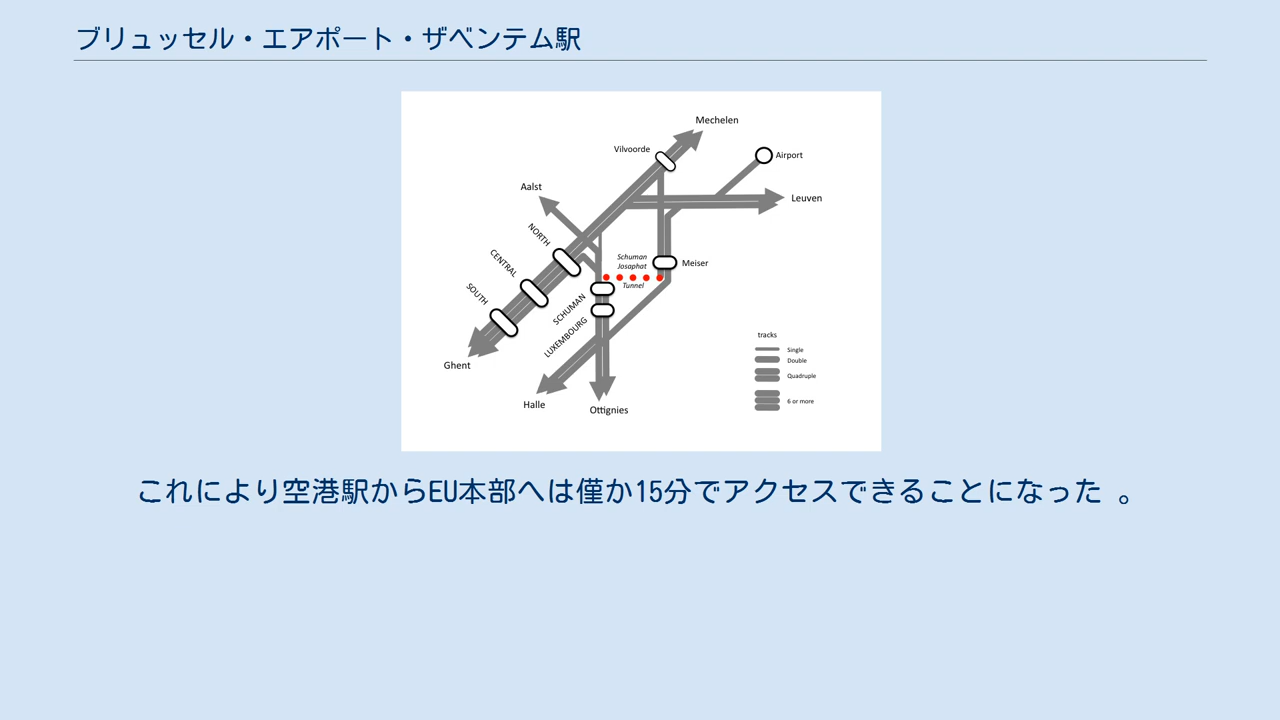 ブリュッセル・エアポート・ザベンテム駅
Mechelen
Vilvoorde
Airport
Aalst
Leuven
NORTH
CENTRAL
SOUTH
Schuman
Josaphat
Tunnel
Meiser
SCHUMAN
LUXEMBOURG
Ghent
Halle
Ottignies
tracks
Single
Double
Quadruple
6 or more
これにより空港駅からEU本部へは僅か15分でアクセスできることになった 。